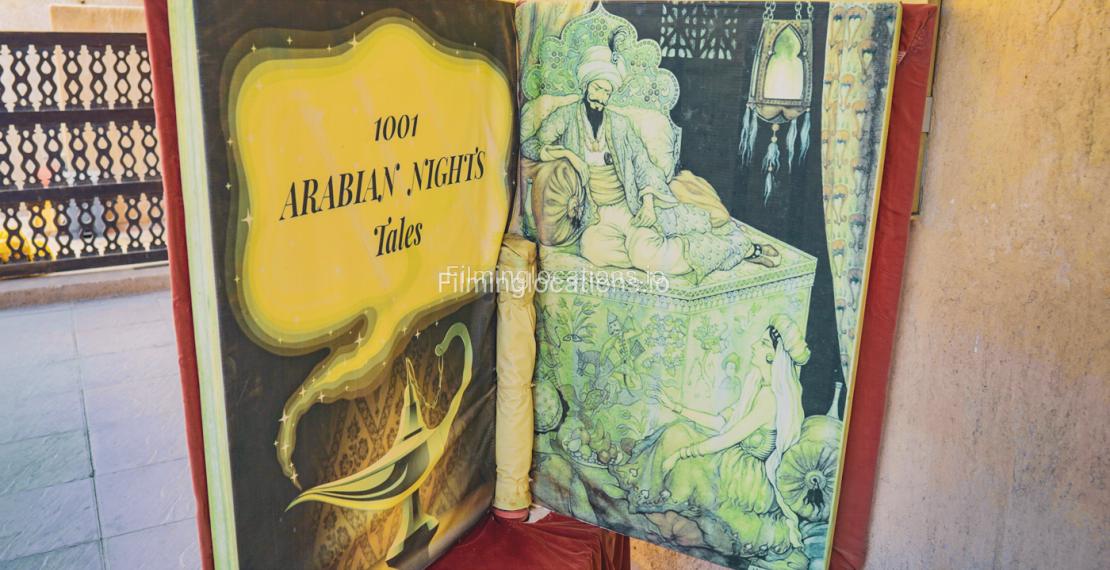 1001
ARABIAN NIGHTS
Tales
Filminglocations.io